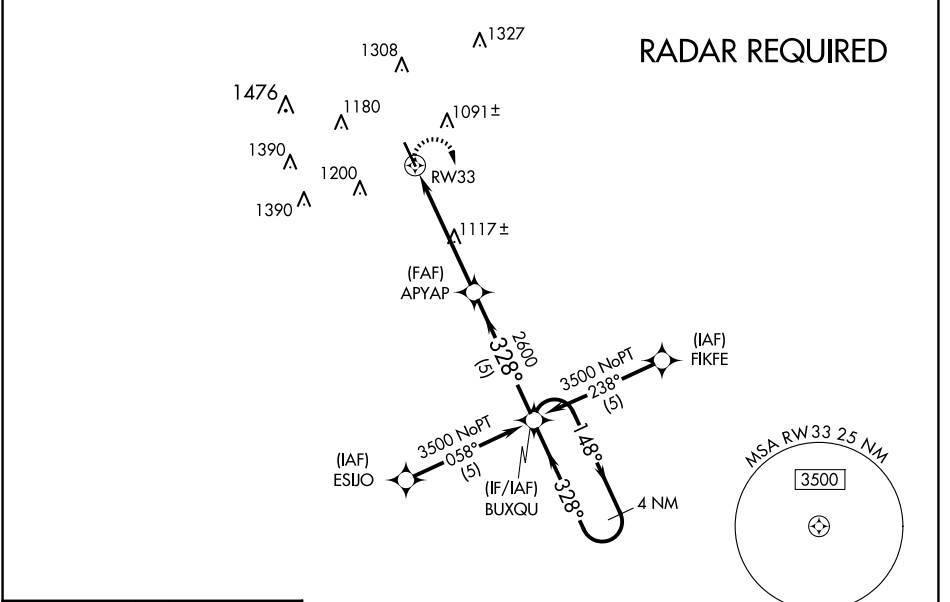 1327
1308
RADAR REQUIRED
1476
1180
1091±
1390
1200
RW33
1390
1117±
(FAF)
APYAP
2600
328°
(5)
(IAF)
FIKFE
3500 NoPT
238°
(5)
3500 NoPT
058°
(5)
(IAF)
ESIJO
148°
(IF/IAF)
BUXQU
328°
4 NM
MSA RW33 25 NM
3500